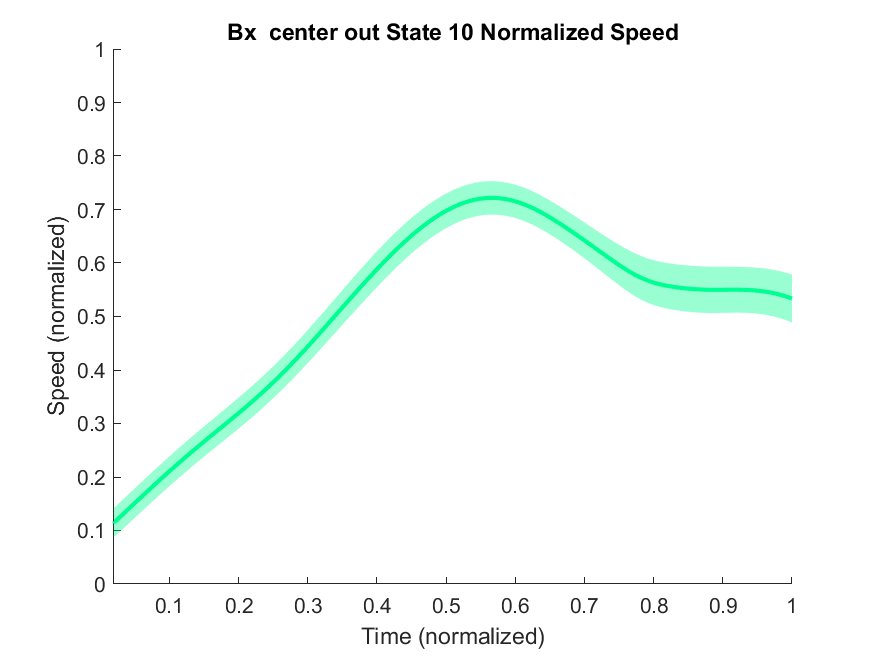 Bx  center out State 10 Normalized Speed
1
0.9
0.8
0.7
0.6
0.5
0.4
0.3
0.2
0.1
0
Speed (normalized)
0.1 0.2 0.3 0.4 0.5 0.6 0.7 0.8 0.9 1
Time (normalized)